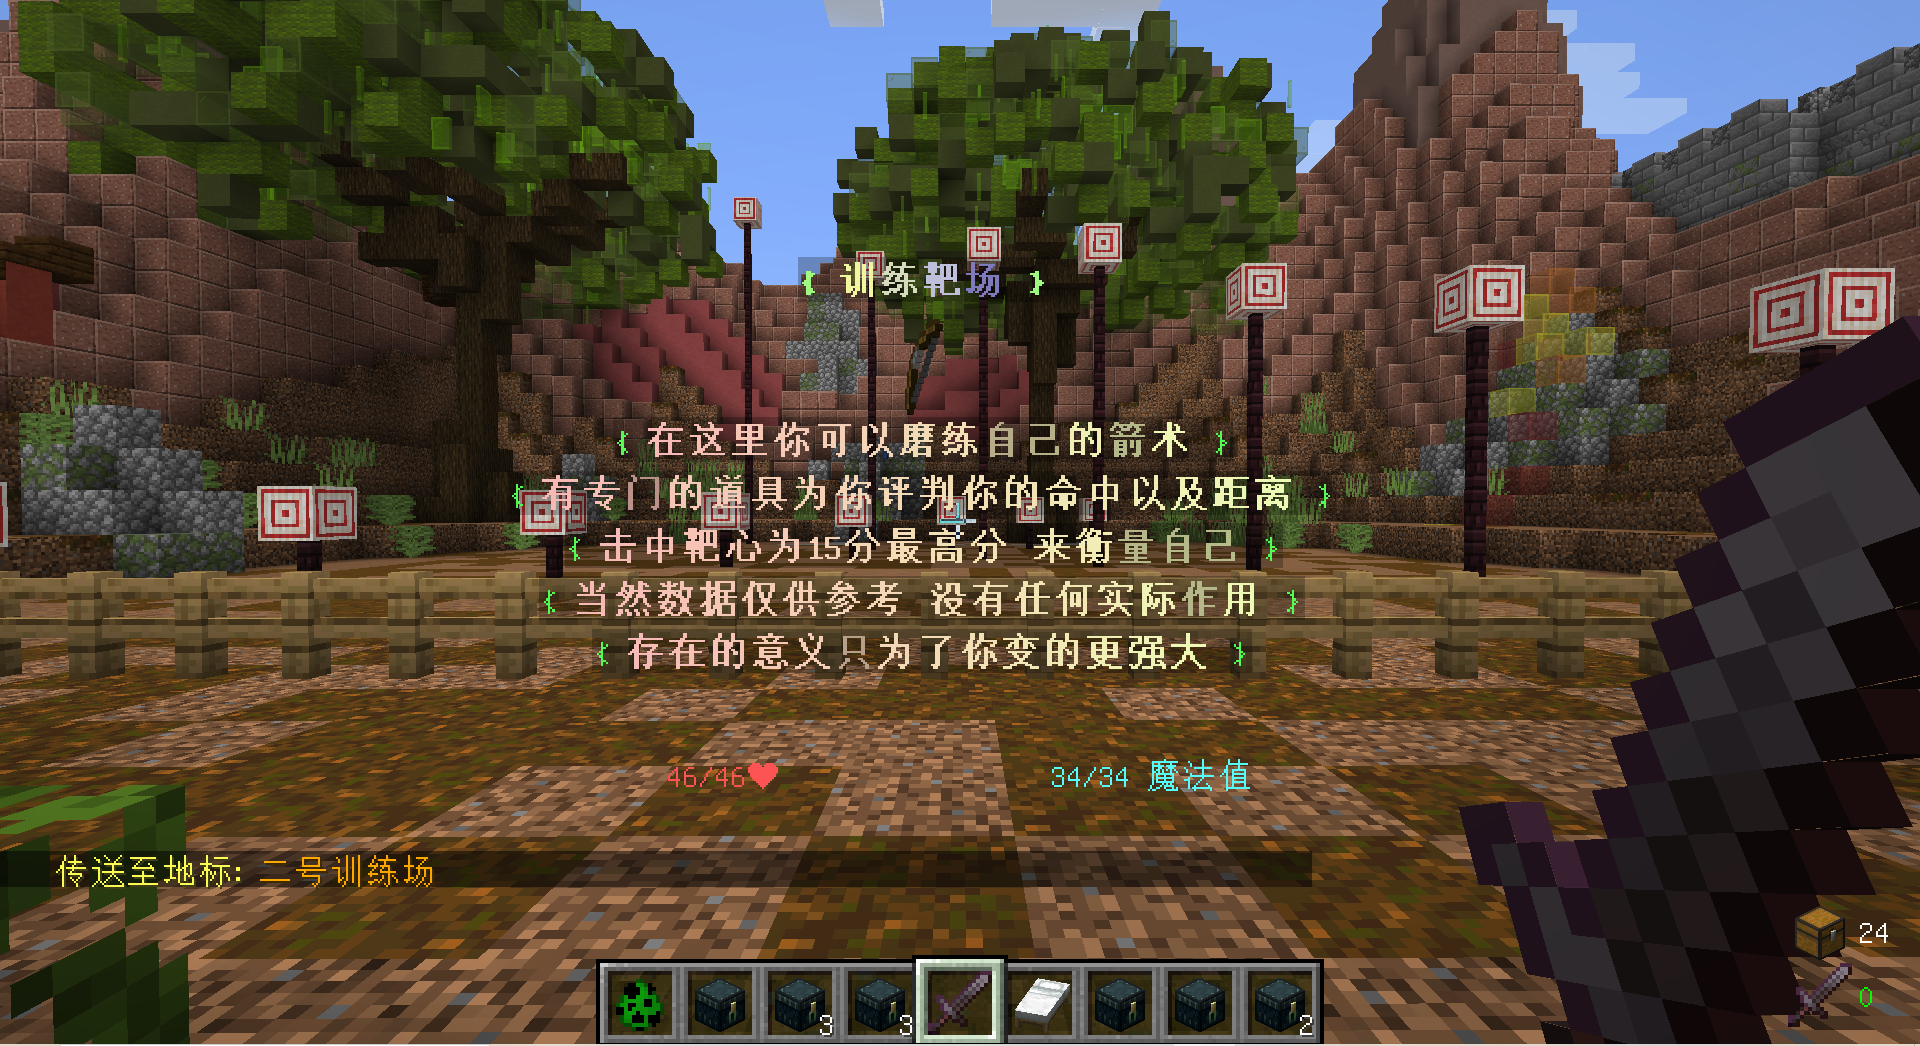 { 训练靶场 }
{ 在这里你可以磨练自己的箭术 }
{ 有专门的道具为你评判你的命中以及距离 }
{ 击中靶心为15分最高分 来衡量自己 }
{ 当然数据仅供参考 没有任何实际作用 }
{ 存在的意义只为了你变的更强大 }
46/46❤ 34/34 魔法值
传送至地标: 二号训练场
24
0
3 3 2